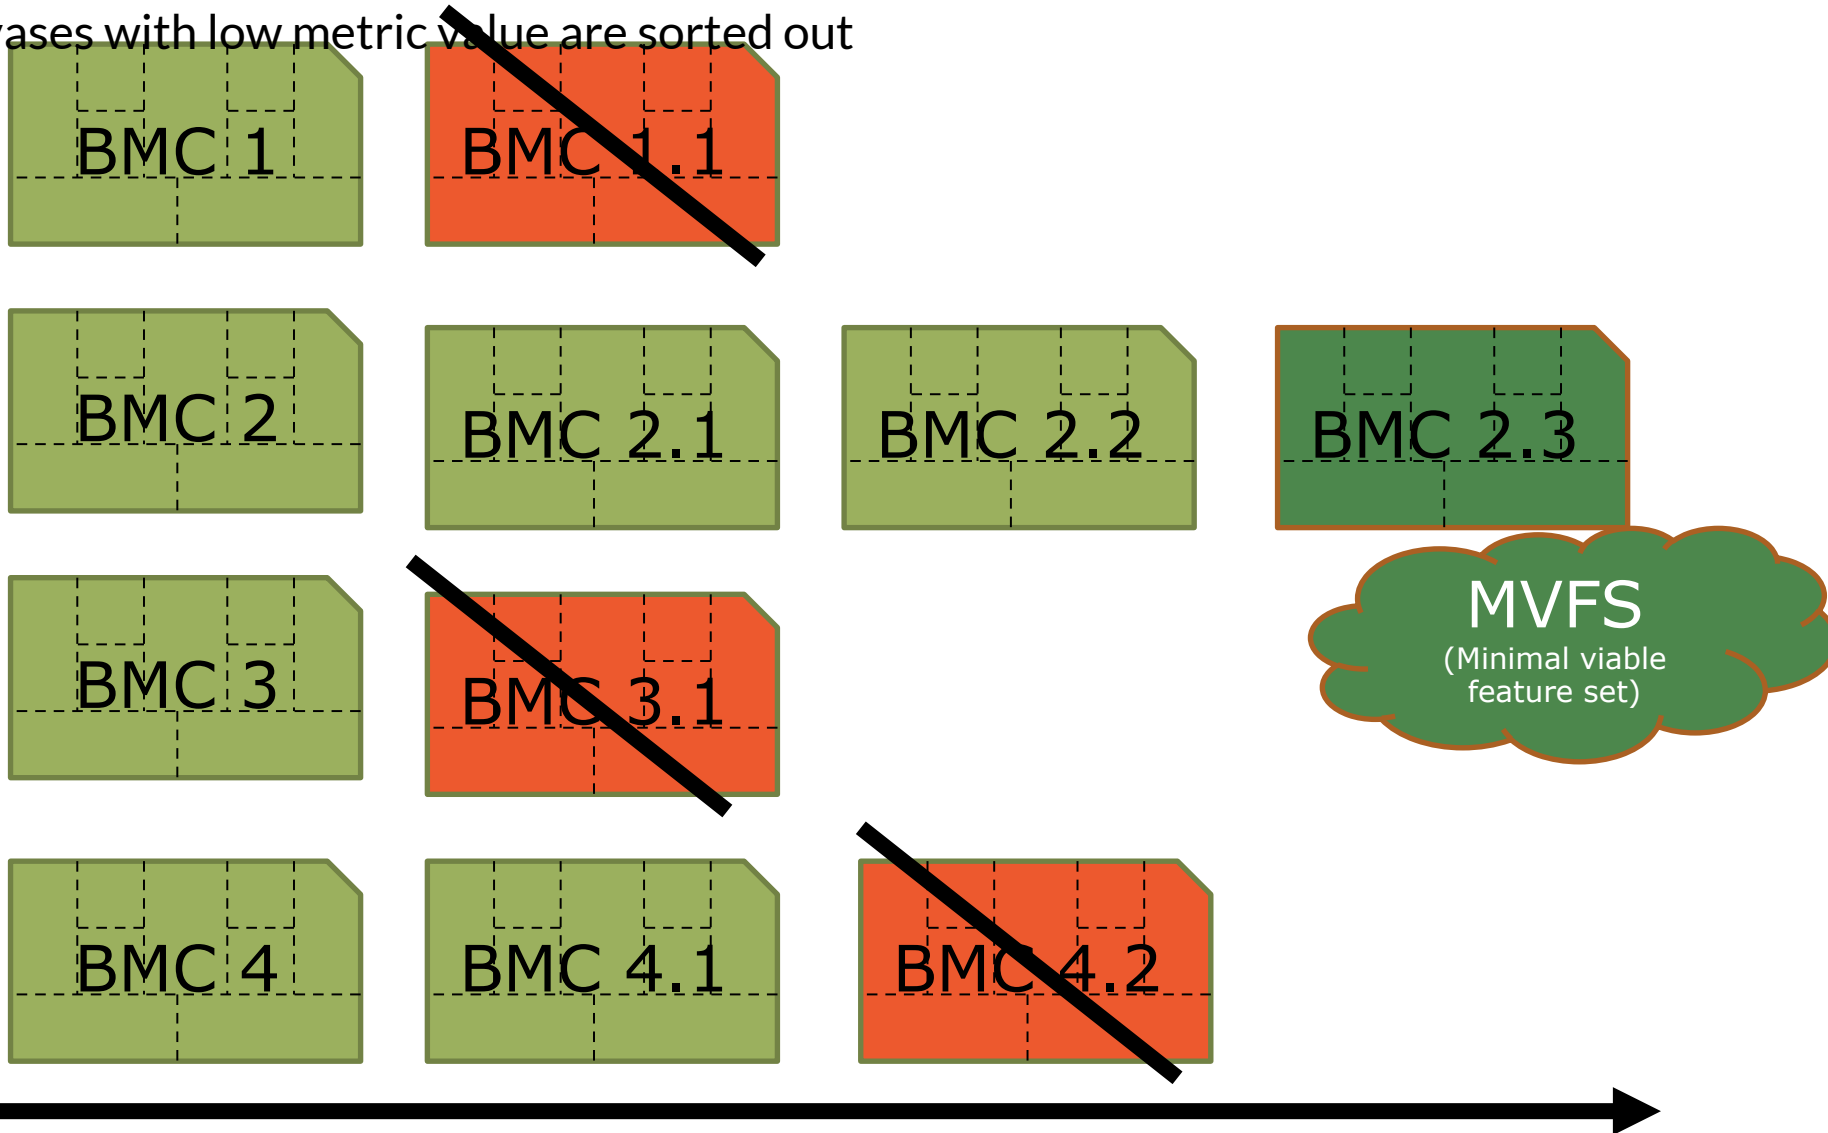 with low metric value are sorted out
BMC 1
BMC 1.1
BMC 2
BMC 2.1
BMC 2.2
BMC 2.3
MVFS
(Minimal viable
feature set)
BMC 3
BMC 3.1
BMC 4
BMC 4.1
BMC 4.2